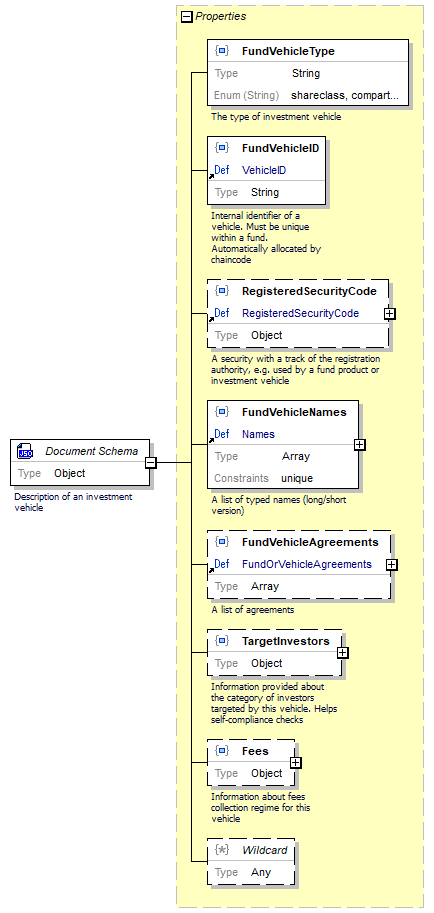 Properties
FundVehicleType
Type String
Enum (String) shareclass, compart...
The type of investment vehicle
FundVehicleID
Def VehicleID
Type String
Internal identifier of a
vehicle. Must be unique
within a fund.
Automatically allocated by
chaincode
RegisteredSecurityCode
Def RegisteredSecurityCode
Type Object
A security with a track of the registration
authority, e.g. used by a fund product or
investment vehicle
FundVehicleNames
Def Names
Type Array
Constraints unique
A list of typed names (long/short
version)
JSO Document Schema
Type Object
Description of an investment
vehicle
FundVehicleAgreements
Def FundOrVehicleAgreements
Type Array
A list of agreements
TargetInvestors
Type Object
Information provided about
the category of investors
targeted by this vehicle. Helps
self-compliance checks
Fees
Type Object
Information about fees
collection regime for this
vehicle
{*} Wildcard
Type Any